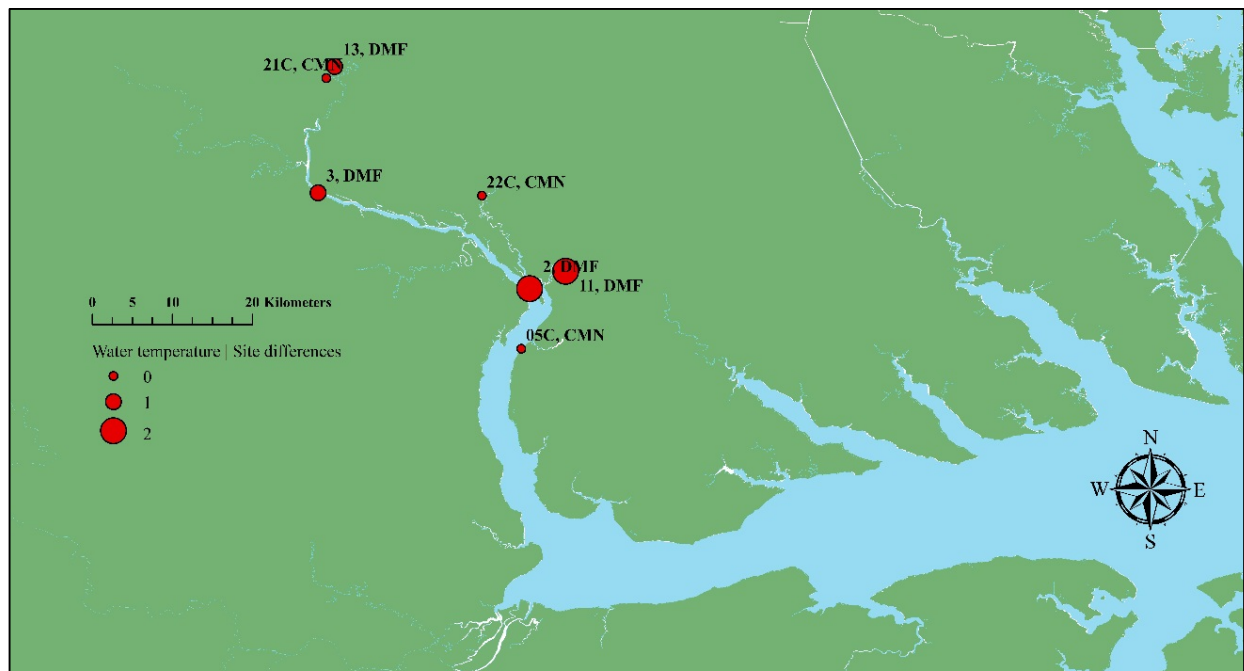 13, DMF
21C, CMN
3, DMF
22C, CMN
2, DMF
11, DMF
05C, CMN
0 5 10 20 Kilometers
Water temperature | Site differences
0
1
2
N
W E
S